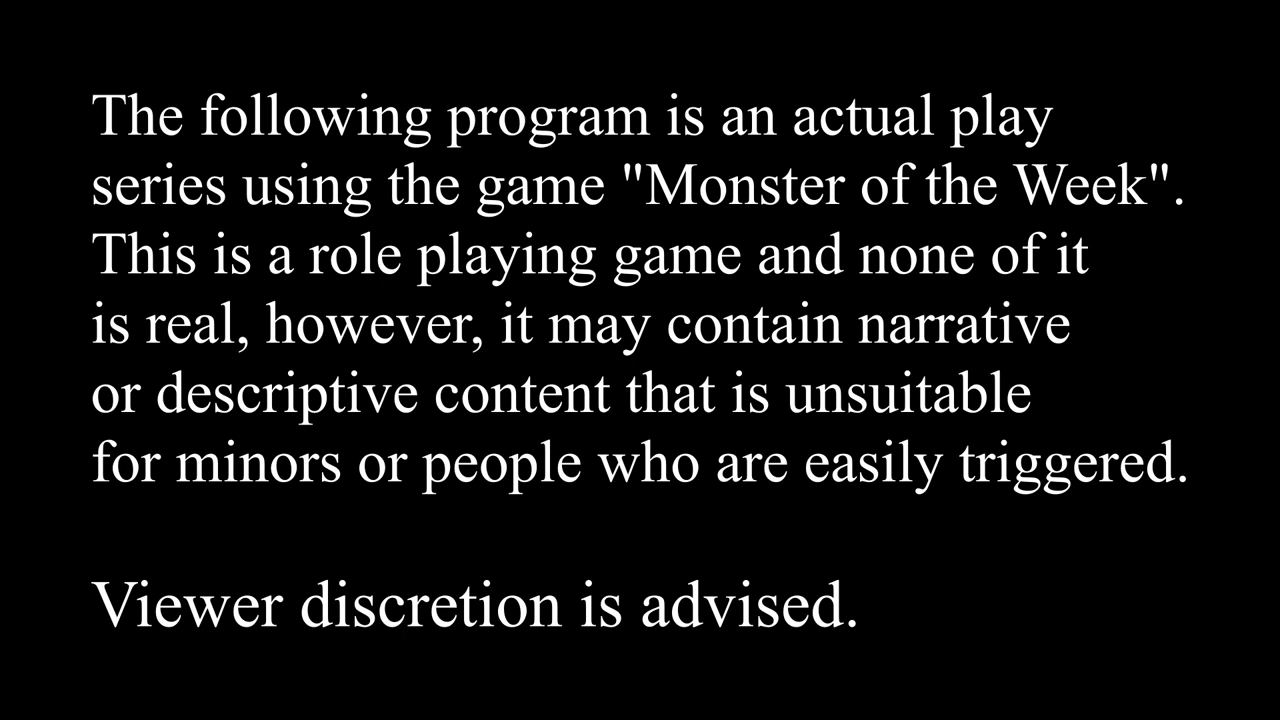 The following program is an actual play
series using the game "Monster of the Week".
This is a role playing game and none of it
is real, however, it may contain narrative
or descriptive content that is unsuitable
for minors or people who are easily triggered.
Viewer discretion is advised.